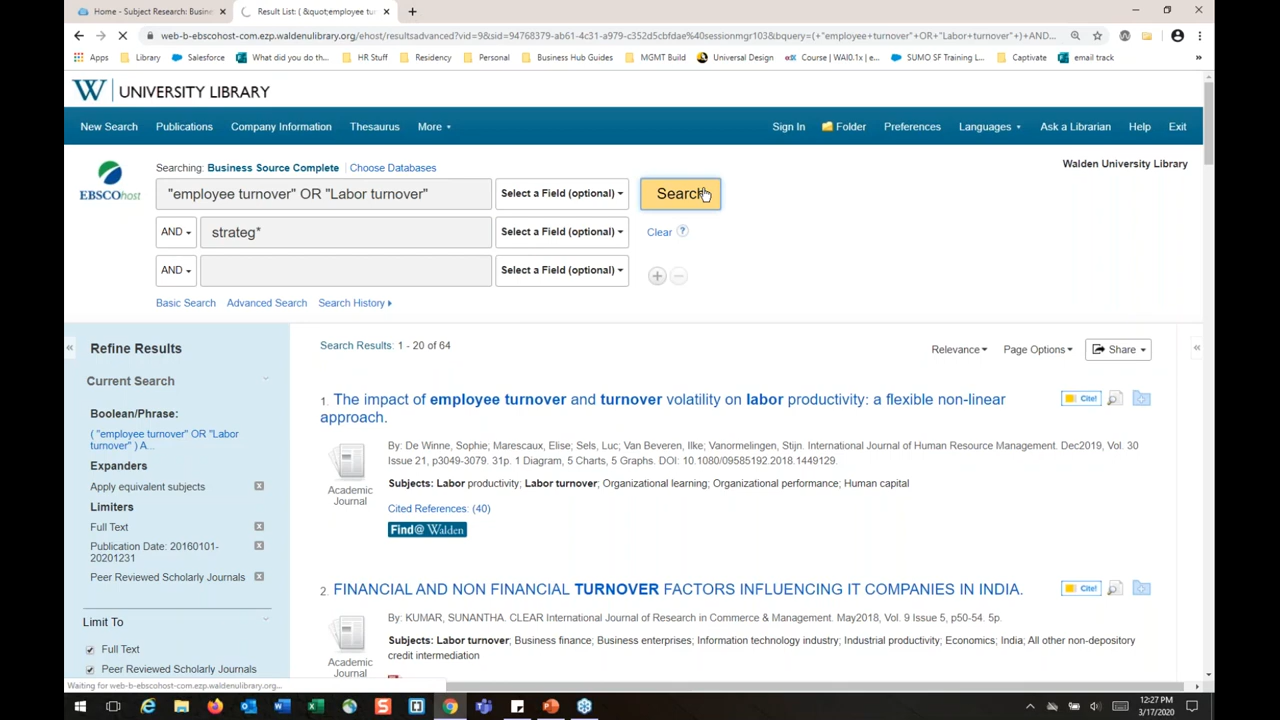 Home - Subject Research: Busine
Result List: ( &quot;employee tur
web-b-ebscohost-com.ezp.waldenulibrary.org/ehost/resultsadvanced?vid=9&sid=94768379-ab61-4c31-a979-c352d5cbfdae%40sessionmgr103&bquery=(+"employee+turnover"+OR+"Labor+turnover"+)+AND...
Apps Library Salesforce What did you do th... HR Stuff Residency Personal Business Hub Guides MGMT Build Universal Design Course | WAI0.1x | e... SUMO SF Training L... Captivate email track
W UNIVERSITY LIBRARY
New Search Publications Company Information Thesaurus More Sign In Folder Preferences Languages Ask a Librarian Help Exit
Searching: Business Source Complete Choose Databases
Walden University Library
EBSCOhost
"employee turnover" OR "Labor turnover" Select a Field (optional) Search
AND strateg* Select a Field (optional) Clear ?
AND Select a Field (optional)
Basic Search Advanced Search Search History
Refine Results
Current Search
Boolean/Phrase:
( "employee turnover" OR "Labor
turnover" ) A...
Expanders
Apply equivalent subjects
Limiters
Full Text
Publication Date: 20160101-
20201231
Peer Reviewed Scholarly Journals
Limit To
Full Text
Peer Reviewed Scholarly Journals
Search Results: 1 - 20 of 64
Relevance Page Options Share
1. The impact of employee turnover and turnover volatility on labor productivity: a flexible non-linear
approach.
Cite!
By: De Winne, Sophie; Marescaux, Elise; Sels, Luc; Van Beveren, Ilke; Vanormelingen, Stijn. International Journal of Human Resource Management. Dec2019, Vol. 30
Issue 21, p3049-3079. 31p. 1 Diagram, 5 Charts, 5 Graphs. DOI: 10.1080/09585192.2018.1449129.
Academic
Journal
Subjects: Labor productivity; Labor turnover; Organizational learning; Organizational performance; Human capital
Cited References: (40)
Find@ Walden
2. FINANCIAL AND NON FINANCIAL TURNOVER FACTORS INFLUENCING IT COMPANIES IN INDIA.
Cite!
By: KUMAR, SUNANTHA. CLEAR International Journal of Research in Commerce & Management. May2018, Vol. 9 Issue 5, p50-54. 5p.
Subjects: Labor turnover; Business finance; Business enterprises; Information technology industry; Industrial productivity; Economics; India; All other non-depository
credit intermediation
Academic
Journal
Waiting for web-b-ebscohost-com.ezp.waldenulibrary.org...
12:27 PM
3/17/2020